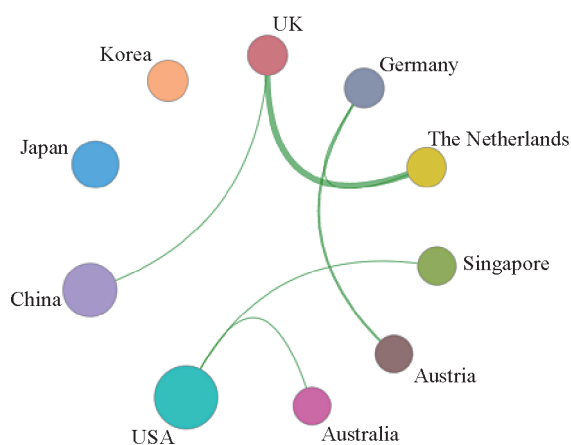 UK
Korea
Germany
The Netherlands
Japan
Singapore
China
Austria
Australia
USA